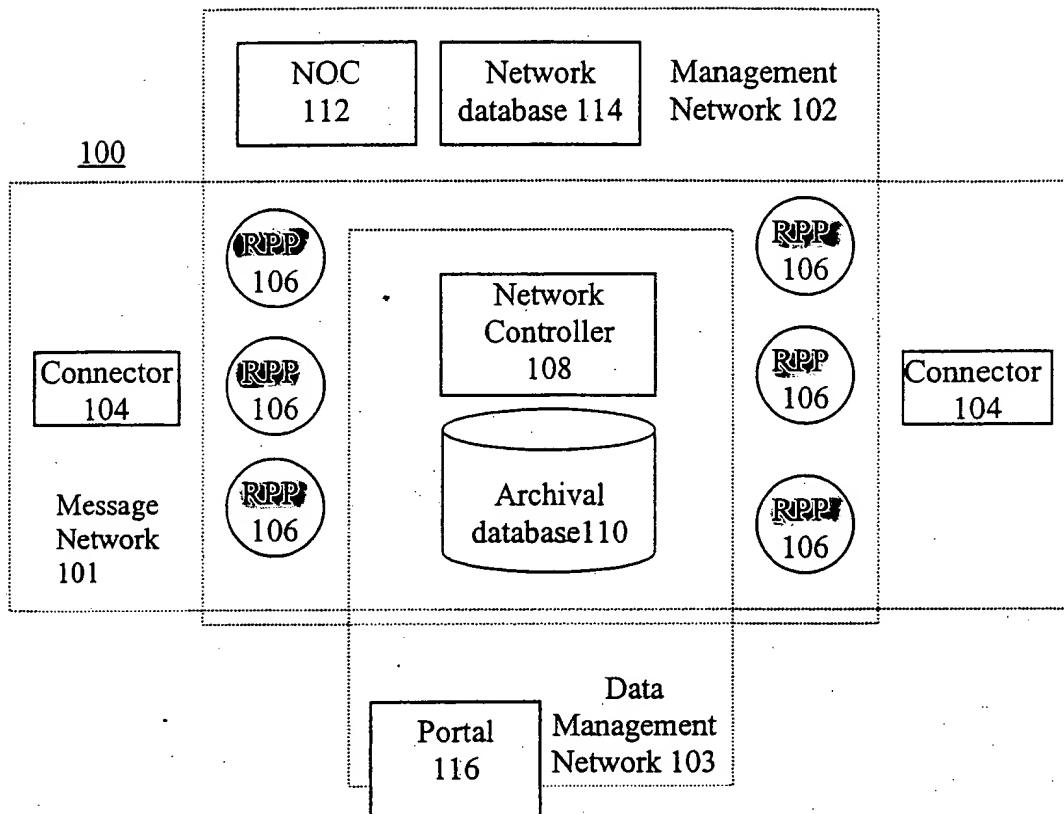 NOC
112
Network
database 114
Management
Network 102
100
RPP
106
RPP
106
Network
Controller
108
Connector
104
RPP
106
RPP
106
Connector
104
RPP
106
Archival
database110
RPP
106
Message
Network
101
Data
Management
Network 103
Portal
116